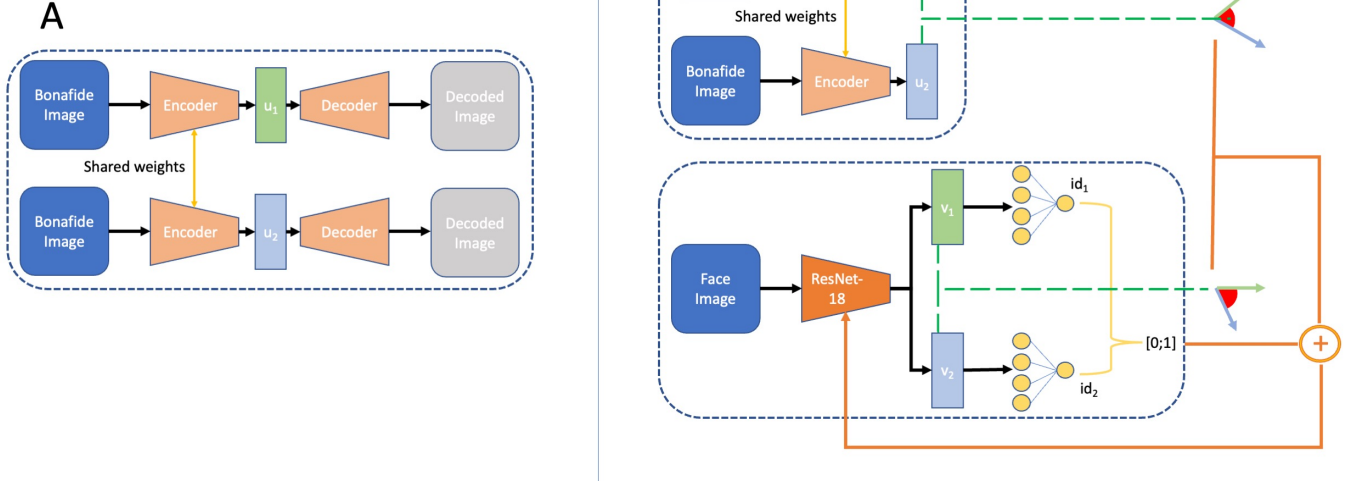 A
Bonafide
Image
Encoder
u1
Decoder
Decoded
Image
Shared weights
Bonafide
Image
Encoder
u2
Decoder
Decoded
Image
Shared weights
Bonafide
Image
Encoder
u2
Face
Image
ResNet-
18
v1
id1
v2
id2
[0;1]
+